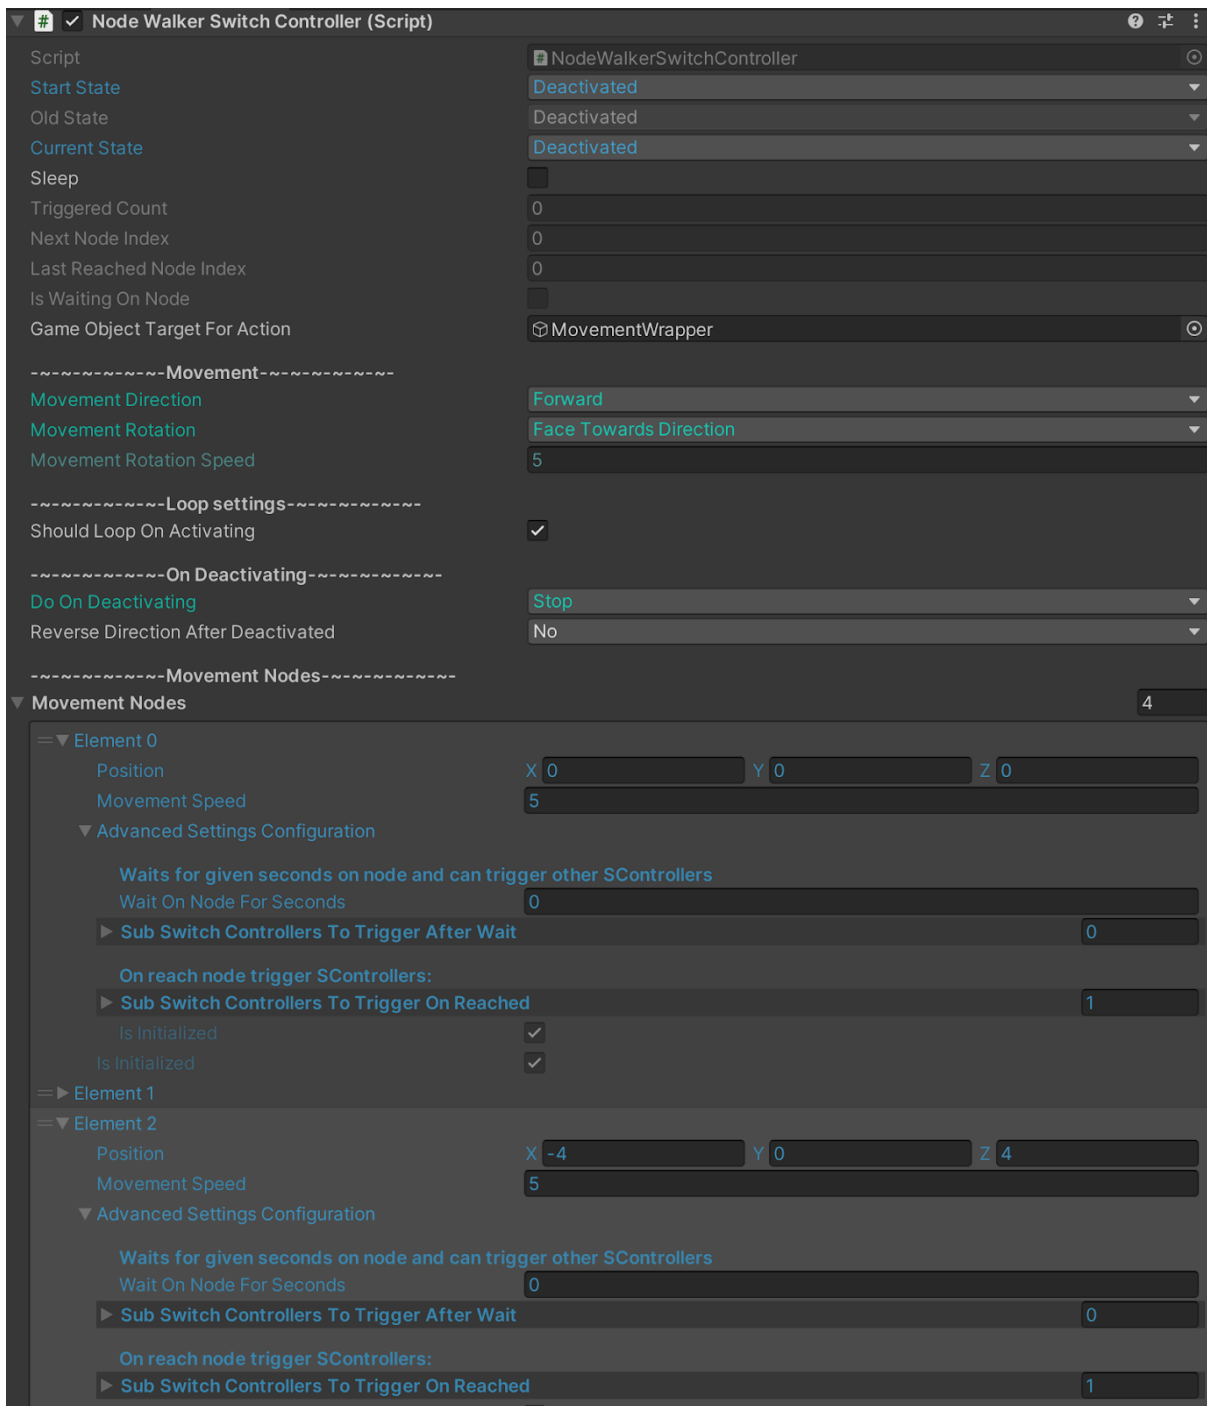 Node Walker Switch Controller (Script)
Script NodeWalkerSwitchController
Start State Deactivated
Old State Deactivated
Current State Deactivated
Sleep
Triggered Count 0
Next Node Index 0
Last Reached Node Index 0
Is Waiting On Node
Game Object Target For Action MovementWrapper
-~-~-~-~-~-~-Movement-~-~-~-~-~-~-
Movement Direction Forward
Movement Rotation Face Towards Direction
Movement Rotation Speed 5
-~-~-~-~-~-~-Loop settings-~-~-~-~-~-~-
Should Loop On Activating
-~-~-~-~-~-~-On Deactivating-~-~-~-~-~-~-
Do On Deactivating Stop
Reverse Direction After Deactivated No
-~-~-~-~-~-~-Movement Nodes-~-~-~-~-~-~-
Movement Nodes 4
Element 0
Position X 0 Y 0 Z 0
Movement Speed 5
Advanced Settings Configuration
Waits for given seconds on node and can trigger other SControllers
Wait On Node For Seconds 0
Sub Switch Controllers To Trigger After Wait 0
On reach node trigger SControllers:
Sub Switch Controllers To Trigger On Reached 1
Is Initialized
Is Initialized
Element 1
Element 2
Position X -4 Y 0 Z 4
Movement Speed 5
Advanced Settings Configuration
Waits for given seconds on node and can trigger other SControllers
Wait On Node For Seconds 0
Sub Switch Controllers To Trigger After Wait 0
On reach node trigger SControllers:
Sub Switch Controllers To Trigger On Reached 1